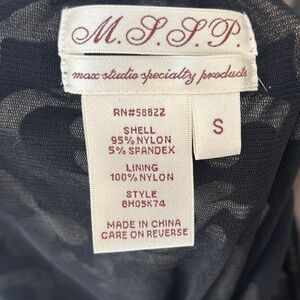 M.S.S.P
max studio specialty products
RN#58822
S
SHELL
95% NYLON
5% SPANDEX
LINING
100% NYLON
STYLE
8H05K74
MADE IN CHINA
CARE ON REVERSE